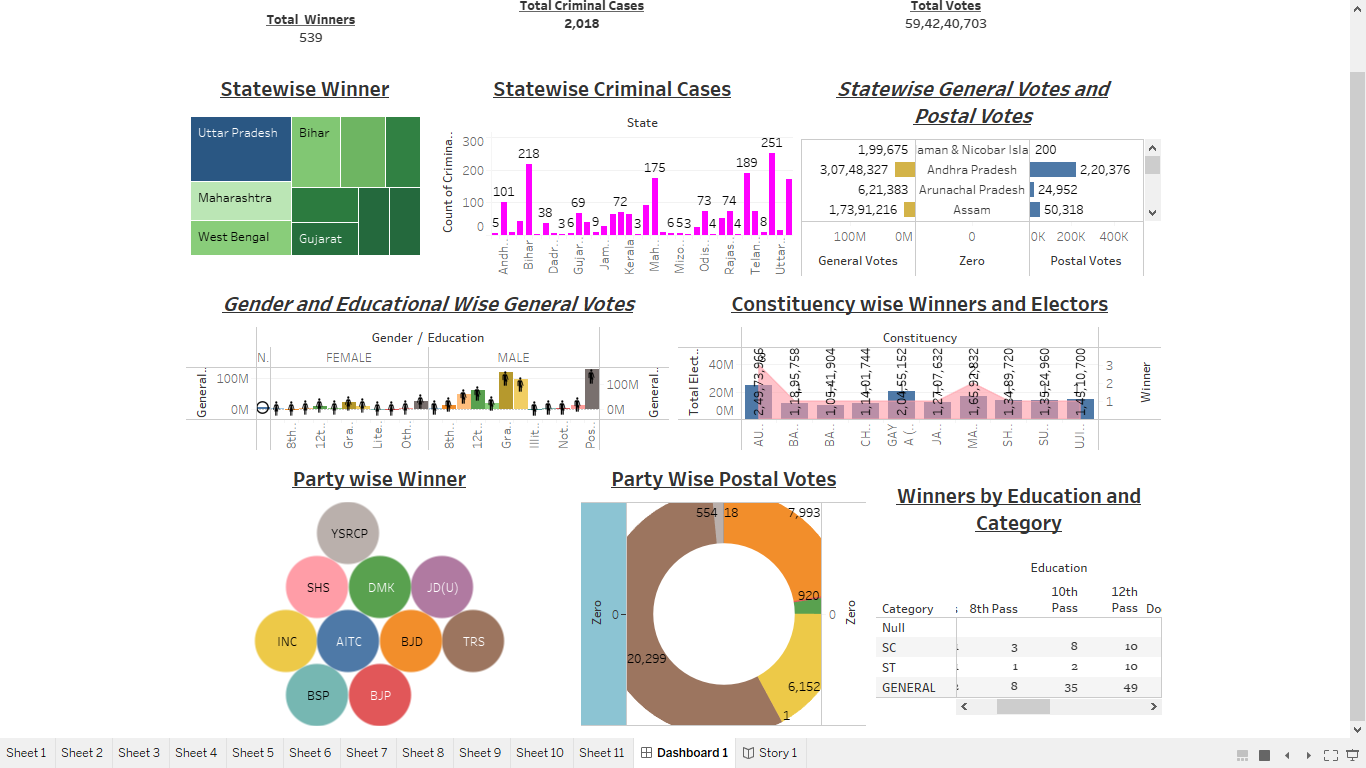 Total Winners
539
Total Criminal Cases
2,018
Total Votes
59,42,40,703
Statewise Winner
Uttar Pradesh
Bihar
Maharashtra
West Bengal
Gujarat
Statewise Criminal Cases
State
Count of Crimina..
300
200
100
0
5 101 218 38 3 6 69 9 72 3 175 6 5 3 73 4 74 4 189 8 251
Andh.. Bihar Dadr.. Gujar.. Jam.. Kerala Mah.. Mizo.. Odis.. Rajas.. Telan.. Uttar..
Statewise General Votes and
Postal Votes
1,99,675 aman & Nicobar Isla 200
3,07,48,327 Andhra Pradesh 2,20,376
6,21,383 Arunachal Pradesh 24,952
1,73,91,216 Assam 50,318
100M 0M 0 0K 200K 400K
General Votes Zero Postal Votes
Gender and Educational Wise General Votes
Gender / Education
N. FEMALE MALE
General..
100M
0M
100M
0M
General..
8th.. 12t.. Gra.. Lite.. Oth.. 8th.. 12t.. Gra.. Illit.. Not.. Pos..
Constituency wise Winners and Electors
Constituency
Total Elect..
40M
20M
0M
2,49,73,966 1,18,95,758 1,05,41,904 1,14,01,744 2,04,55,152 1,27,07,632 1,65,92,832 1,34,89,720 1,35,24,960 1,45,10,700
3
2
1
Winner
AU.. BA.. BA.. CH.. GAY A (.. JA.. MA.. SH.. SU.. UJI..
Party wise Winner
YSRCP
SHS DMK JD(U)
INC AITC BJD TRS
BSP BJP
Party Wise Postal Votes
Zero
0
554 18 7,993
920
20,299
6,152
1
0
Zero
Winners by Education and
Category
Education
Category s 8th Pass 10th Pass 12th Pass Do
Null
SC 3 8 10
ST 1 2 10
GENERAL 8 35 49
Sheet 1 Sheet 2 Sheet 3 Sheet 4 Sheet 5 Sheet 6 Sheet 7 Sheet 8 Sheet 9 Sheet 10 Sheet 11 Dashboard 1 Story 1